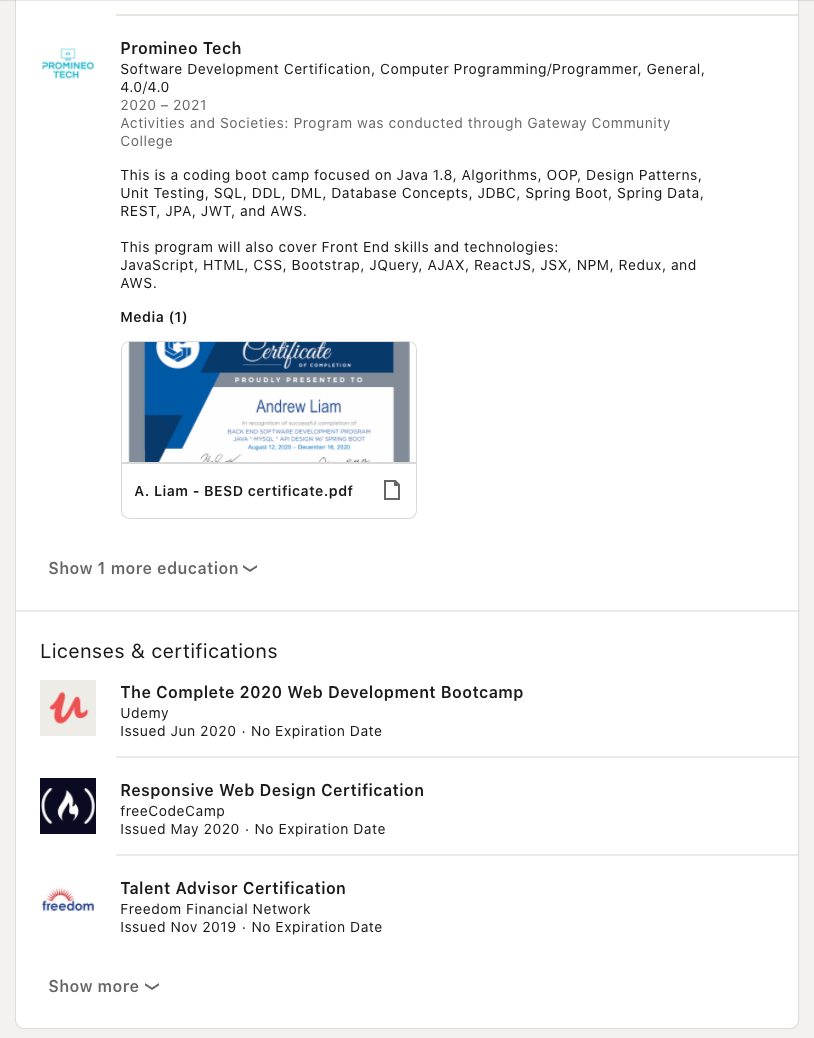 Promineo Tech
PROMINEO
TECH
Software Development Certification, Computer Programming/Programmer, General,
4.0/4.0
2020 – 2021
Activities and Societies: Program was conducted through Gateway Community
College
This is a coding boot camp focused on Java 1.8, Algorithms, OOP, Design Patterns,
Unit Testing, SQL, DDL, DML, Database Concepts, JDBC, Spring Boot, Spring Data,
REST, JPA, JWT, and AWS.
This program will also cover Front End skills and technologies:
JavaScript, HTML, CSS, Bootstrap, JQuery, AJAX, ReactJS, JSX, NPM, Redux, and
AWS.
Media (1)
Certificate
OF COMPLETION
PROUDLY PRESENTED TO
Andrew Liam
In recognition of successful completion of
BACK END SOFTWARE DEVELOPMENT PROGRAM
JAVA * MYSQL * API DESIGN W/ SPRING BOOT
August 12, 2020 – December 16, 2020
A. Liam - BESD certificate.pdf
Show 1 more education
Licenses & certifications
The Complete 2020 Web Development Bootcamp
Udemy
Issued Jun 2020 · No Expiration Date
Responsive Web Design Certification
freeCodeCamp
Issued May 2020 · No Expiration Date
Talent Advisor Certification
freedom
Freedom Financial Network
Issued Nov 2019 · No Expiration Date
Show more